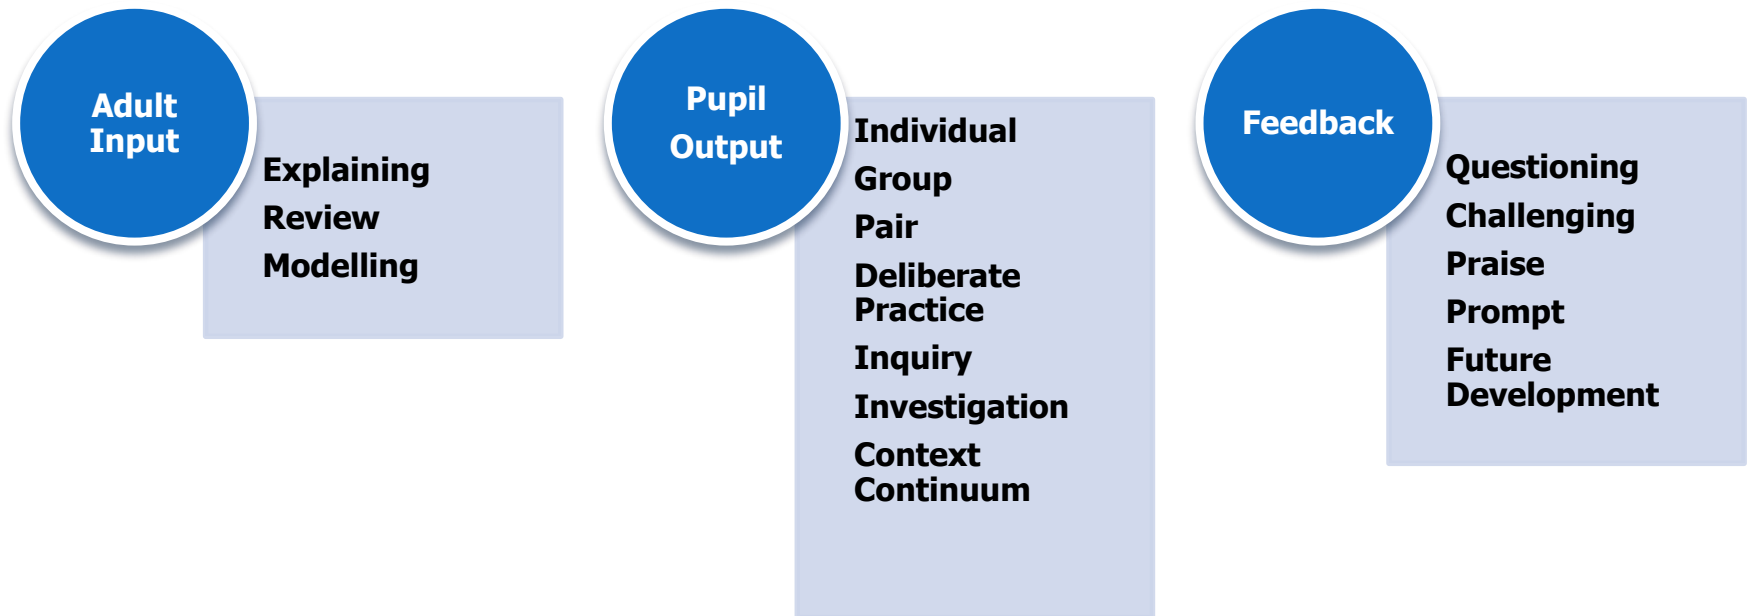 Adult
Input
Explaining
Review
Modelling
Pupil
Output
Individual
Group
Pair
Deliberate
Practice
Inquiry
Investigation
Context
Continuum
Feedback
Questioning
Challenging
Praise
Prompt
Future
Development